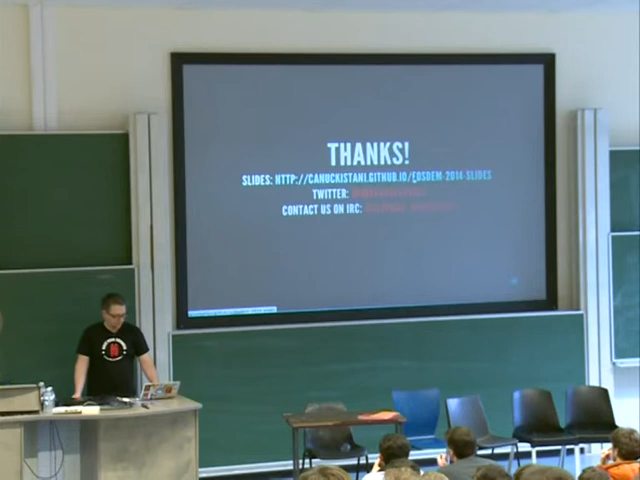 THANKS!
SLIDES: HTTP://CANUCKISTANI.GITHUB.IO/FOSDEM-2014-SLIDES
TWITTER:
CONTACT US ON IRC: